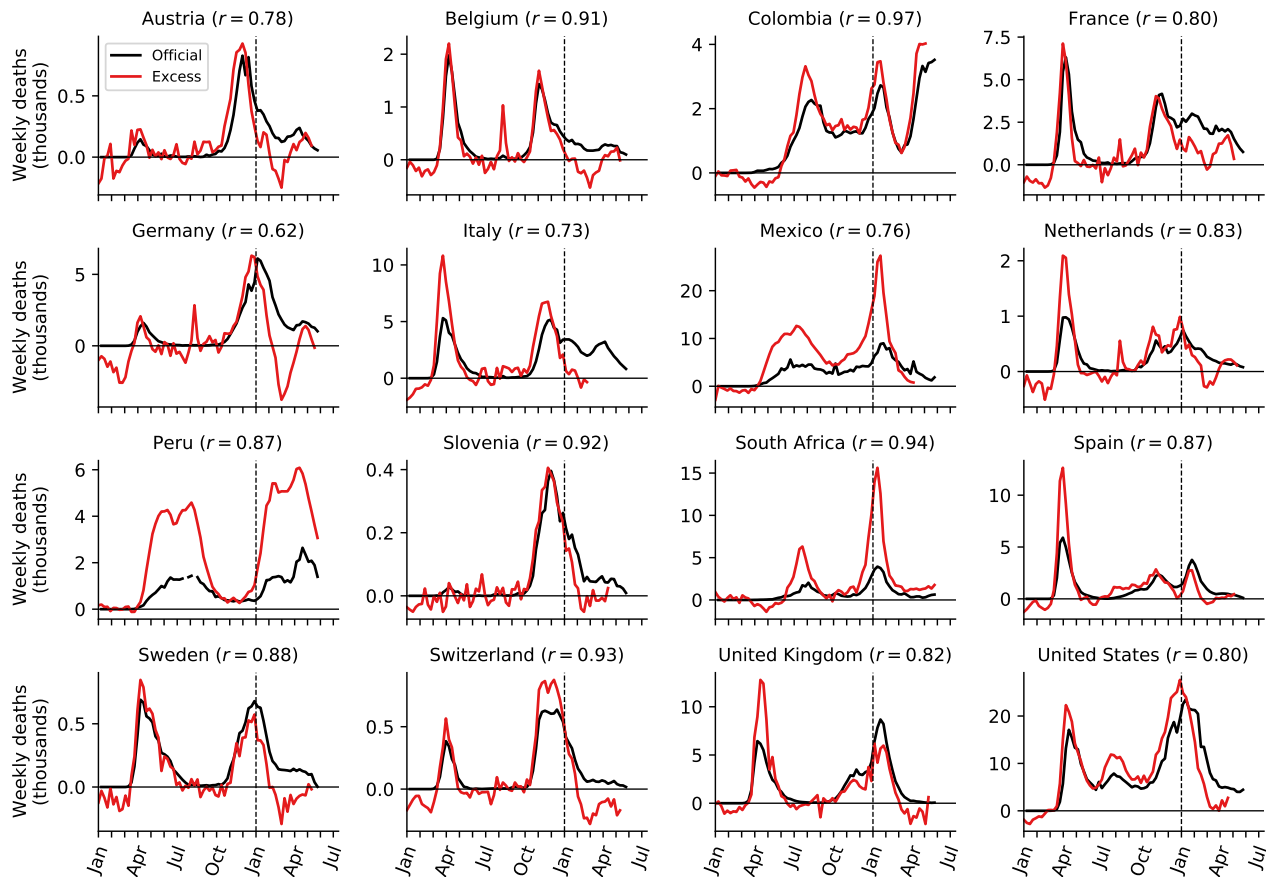 Austria (r = 0.78)
Belgium (r = 0.91)
Colombia (r = 0.97)
France (r = 0.80)
Weekly deaths
(thousands)
Official
Excess
0.5
0.0
2
1
0
4
2
0
7.5
5.0
2.5
0.0
Germany (r = 0.62)
Italy (r = 0.73)
Mexico (r = 0.76)
Netherlands (r = 0.83)
Weekly deaths
(thousands)
5
0
10
5
0
20
10
0
2
1
0
Peru (r = 0.87)
Slovenia (r = 0.92)
South Africa (r = 0.94)
Spain (r = 0.87)
Weekly deaths
(thousands)
6
4
2
0
0.4
0.2
0.0
15
10
5
0
10
5
0
Sweden (r = 0.88)
Switzerland (r = 0.93)
United Kingdom (r = 0.82)
United States (r = 0.80)
Weekly deaths
(thousands)
0.5
0.0
0.5
0.0
10
5
0
20
10
0
Jan
Apr
Jul
Oct
Jan
Apr
Jul
Jan
Apr
Jul
Oct
Jan
Apr
Jul
Jan
Apr
Jul
Oct
Jan
Apr
Jul
Jan
Apr
Jul
Oct
Jan
Apr
Jul